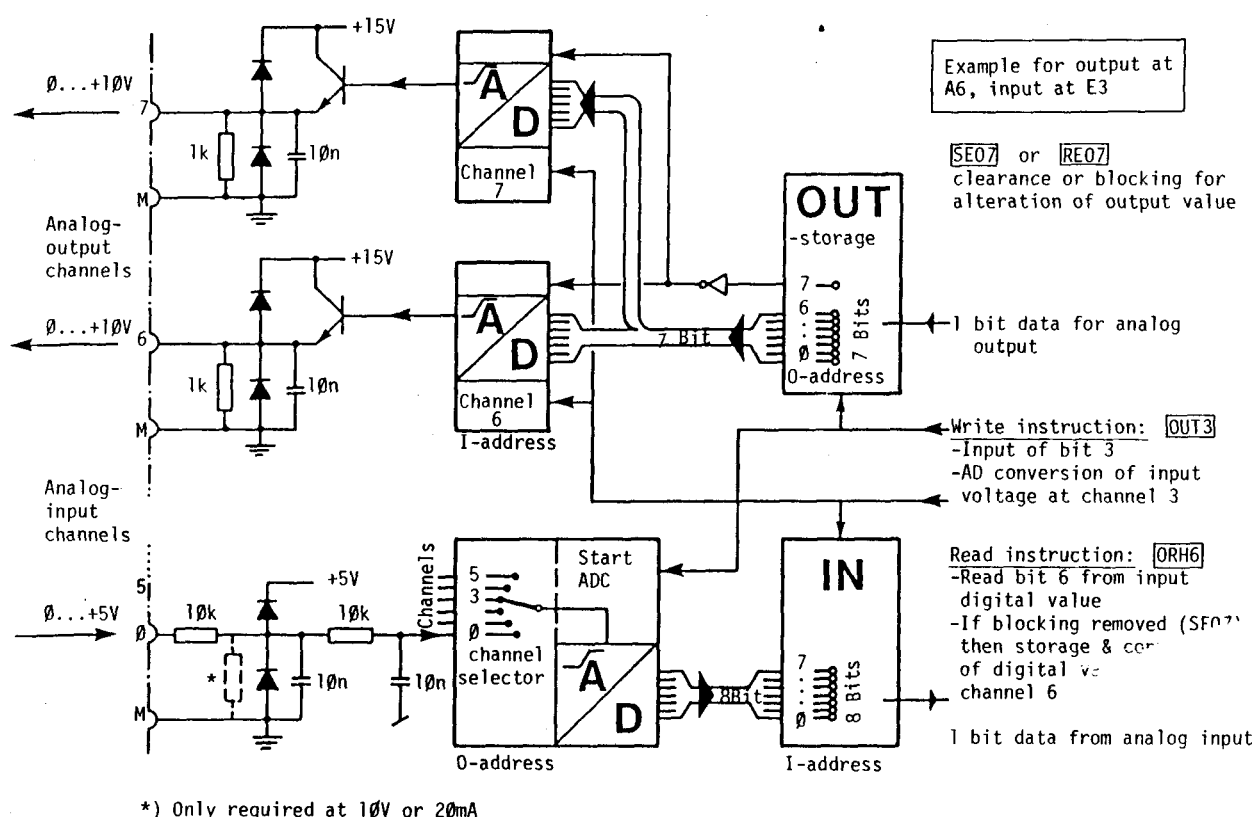 +15V
0...+10V
7
1k
10n
M
A
D
Channel
7
Analog-
output
channels
+15V
0...+10V
6
1k
10n
M
A
D
Channel
6
I-address
7 Bit
OUT
-storage
7
6
.
.
0
7 Bits
O-address
Example for output at
A6, input at E3
SE07 or RE07
clearance or blocking for
alteration of output value
1 bit data for analog
output
Write instruction: OUT3
-Input of bit 3
-AD conversion of input
voltage at channel 3
Analog-
input
channels
5
0...+5V
0
M
10k
+5V
10k
*
10n
10n
Channels
5
3
0
channel
selector
Start
ADC
A
D
O-address
8Bit
IN
7
.
.
.
0
8 Bits
I-address
Read instruction: ORH6
-Read bit 6 from input
digital value
-If blocking removed
then storage &
of digital
channel 6
1 bit data from analog input
*) Only required at 10V or 20mA